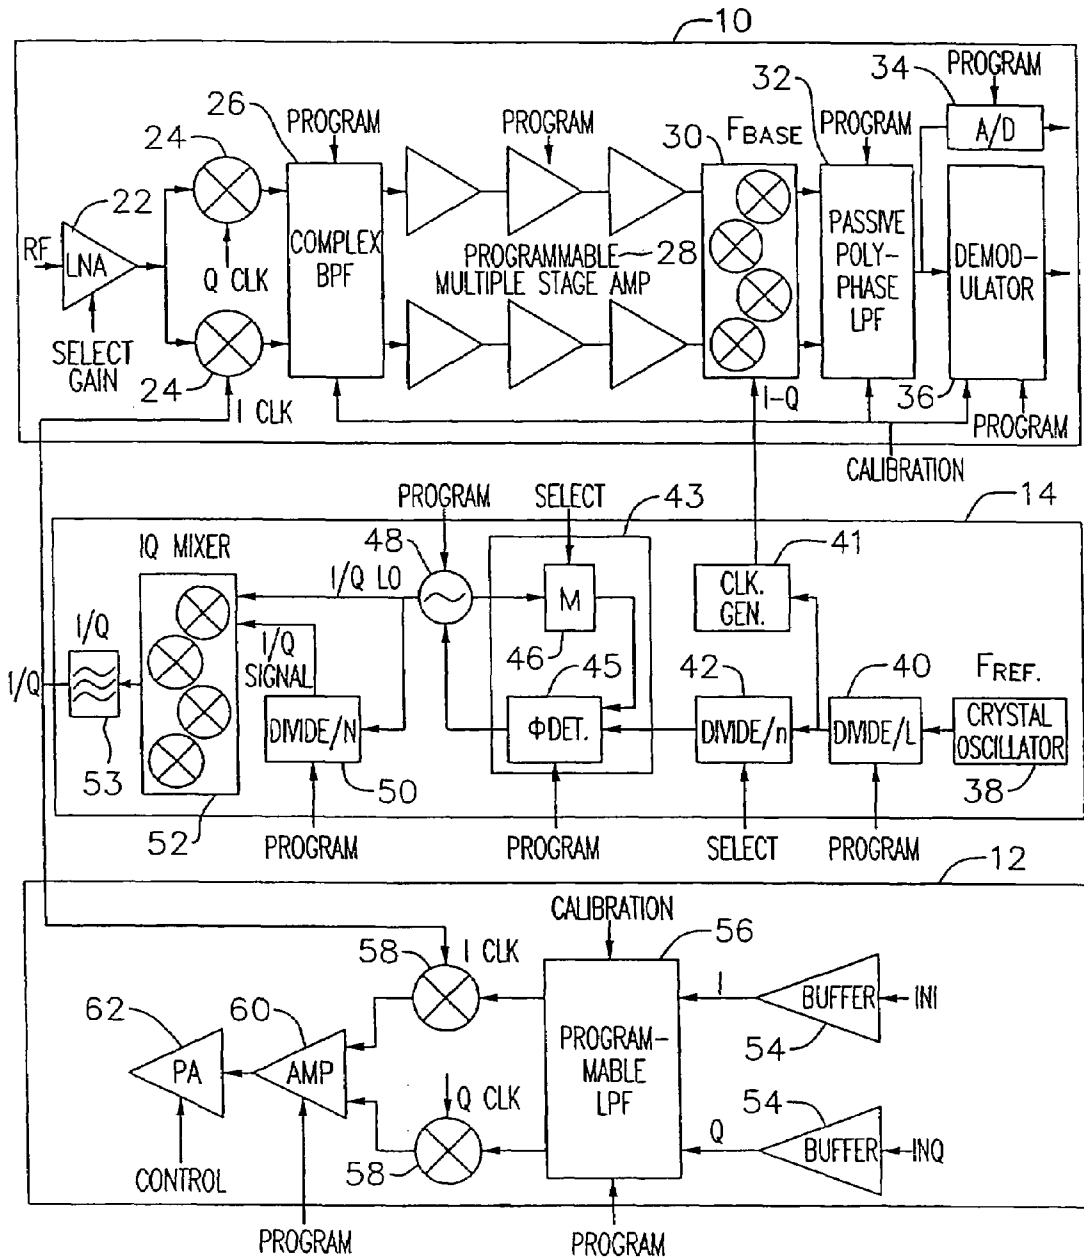 10
34
PROGRAM
A/D
26
PROGRAM
PROGRAM
32
PROGRAM
24
30
FBASE
22
RF
LNA
Q CLK
COMPLEX
BPF
PROGRAMMABLE
28
MULTIPLE STAGE AMP
PASSIVE
POLY-
PHASE
LPF
DEMOD-
ULATOR
SELECT
GAIN
24
I CLK
I-Q
36
PROGRAM
CALIBRATION
PROGRAM
SELECT
43
14
IQ MIXER
48
I/Q LO
M
41
CLK.
GEN.
I/Q
I/Q
I/Q
SIGNAL
46
45
42
40
FREF.
DIVIDE/N
ΦDET.
DIVIDE/n
DIVIDE/L
CRYSTAL
OSCILLATOR
53
50
38
52
PROGRAM
PROGRAM
SELECT
PROGRAM
12
CALIBRATION
56
58
I CLK
I
BUFFER
INI
62
60
54
PA
AMP
PROGRAM-
MABLE
LPF
Q CLK
54
Q
BUFFER
INQ
58
CONTROL
PROGRAM
PROGRAM